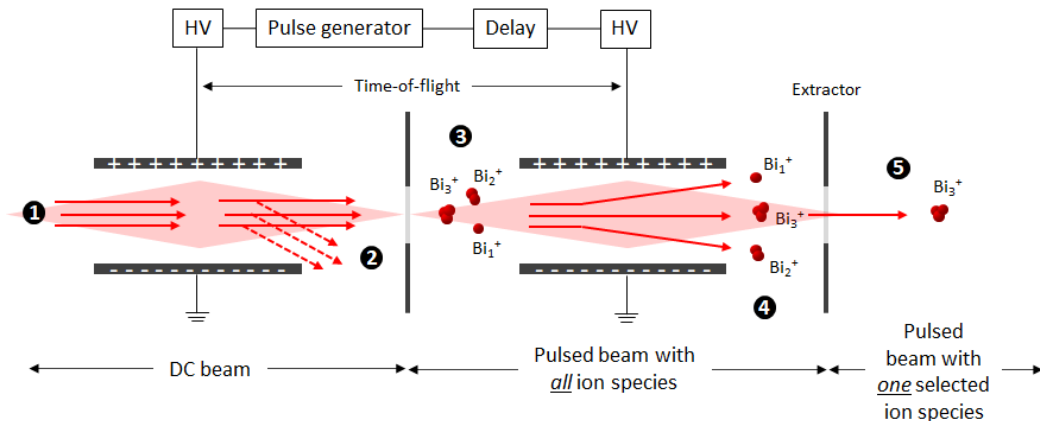 HV
Pulse generator
Delay
HV
Time-of-flight
Extractor
+ + + + + + + + +
+ + + + + + + + +
❸
❺
Bi₁⁺
Bi₂⁺
Bi₃⁺
Bi₃⁺
❶
Bi₃⁺
Bi₁⁺
❷
Bi₂⁺
- - - - - - - - - -
- - - - - - - - - -
❹
DC beam
Pulsed beam with
all ion species
Pulsed
beam with
one selected
ion species